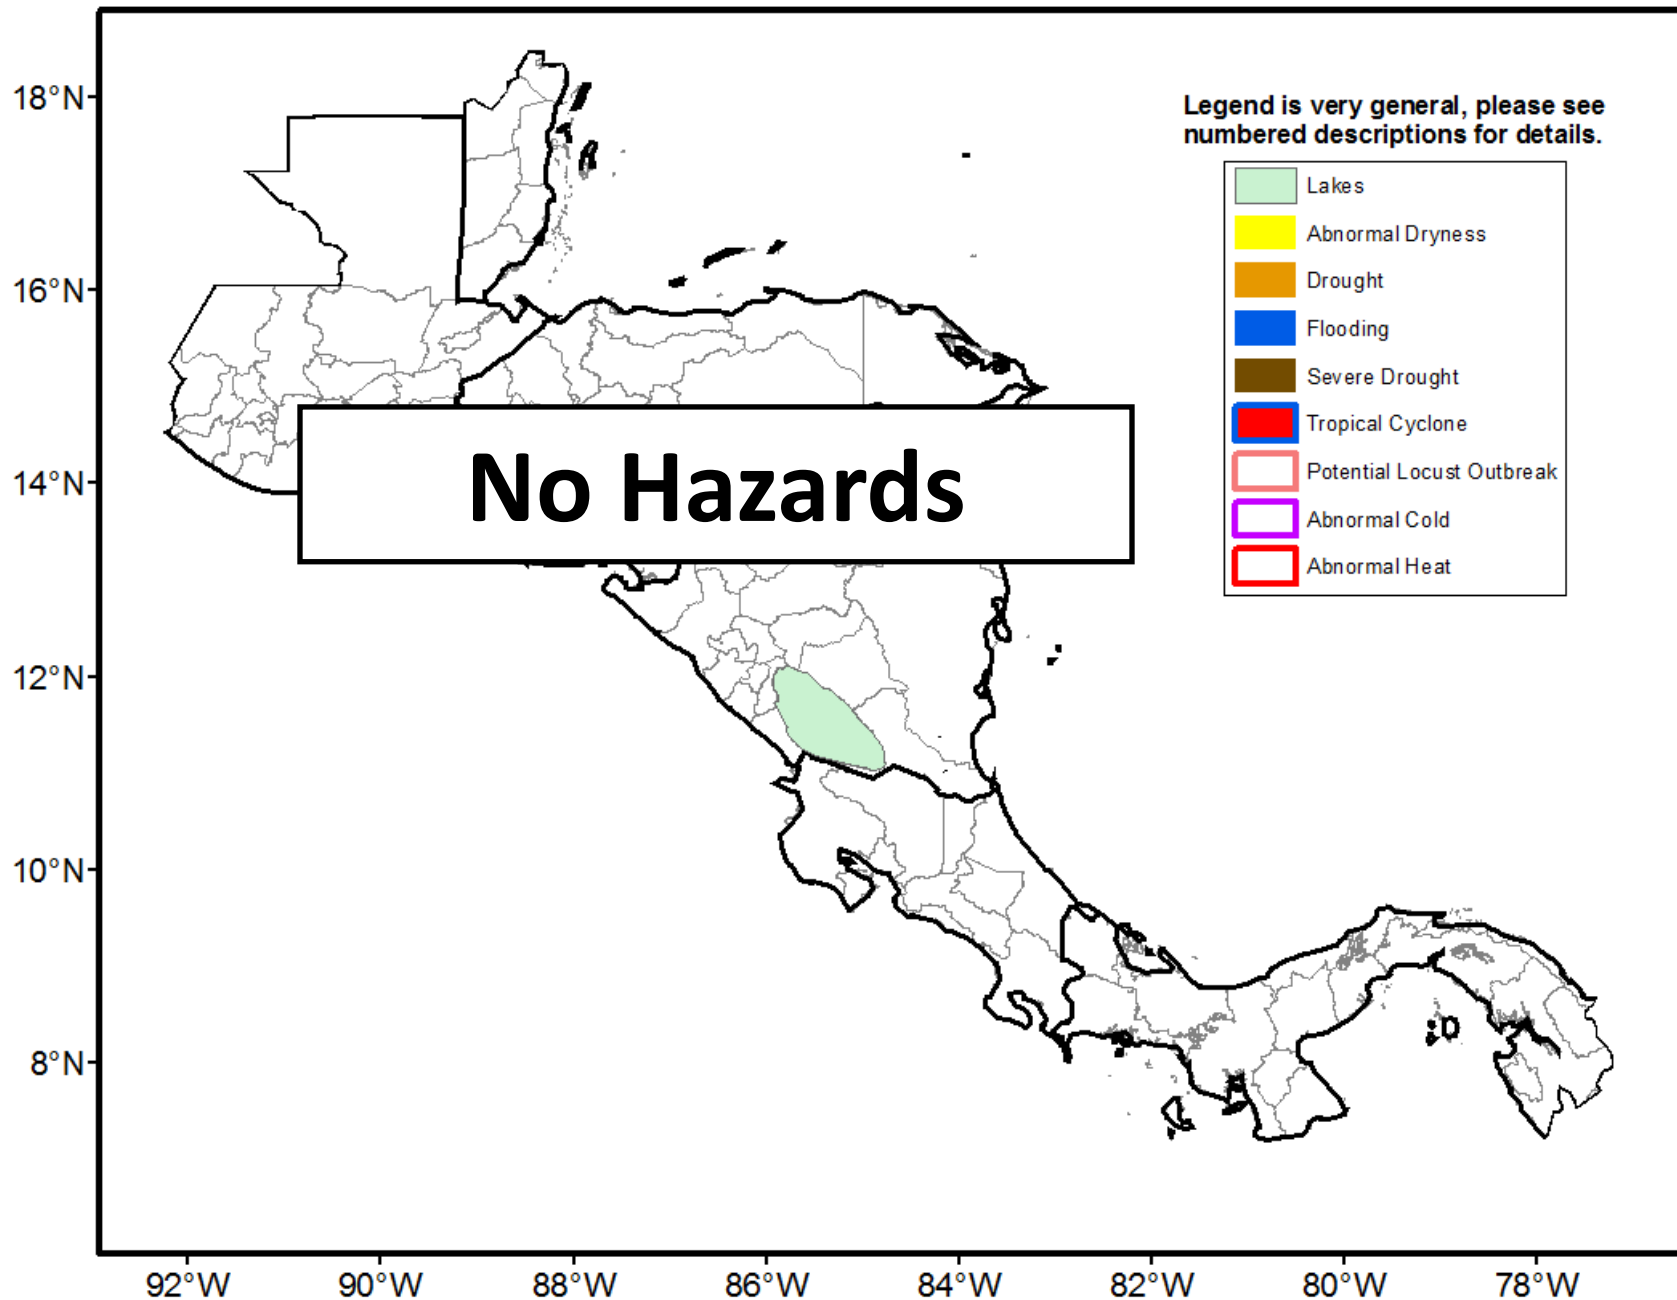 Legend is very general, please see
numbered descriptions for details.
Lakes
Abnormal Dryness
Drought
Flooding
Severe Drought
Tropical Cyclone
Potential Locust Outbreak
Abnormal Cold
Abnormal Heat
No Hazards
18°N
16°N
14°N
12°N
10°N
8°N
92°W 90°W 88°W 86°W 84°W 82°W 80°W 78°W